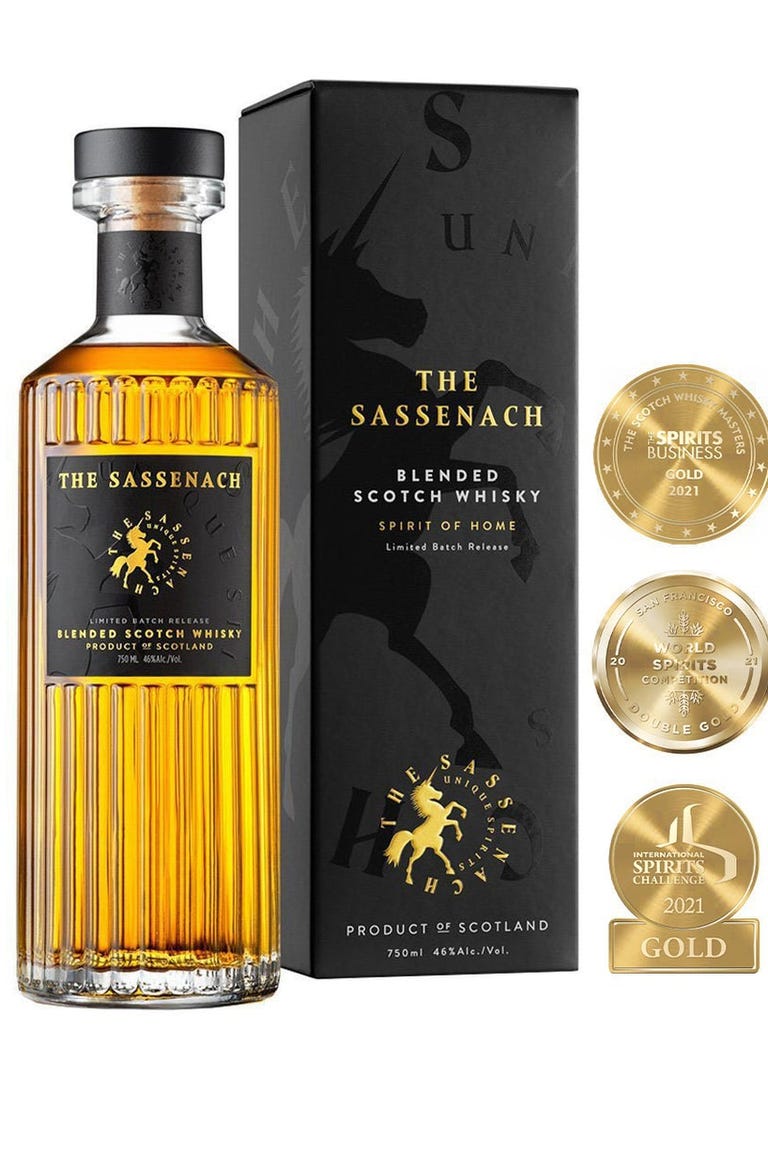 THE SASSENACH
THE SASSENACH
THE SASSENACH
UNIQUE SPIRITS
LIMITED BATCH RELEASE
BLENDED SCOTCH WHISKY
PRODUCT OF SCOTLAND
750 ML 46%Alc/Vol.
S
UN
THE
SASSENACH
BLENDED
SCOTCH WHISKY
SPIRIT OF HOME
Limited Batch Release
S
H
THE SASSENACH
UNIQUE SPIRITS
PRODUCT OF SCOTLAND
750ml 46%Alc./Vol.
THE SCOTCH WHISKY MASTERS
THE SPIRITS
BUSINESS
GOLD
2021
SAN FRANCISCO
20 WORLD 21
SPIRITS
COMPETITION
DOUBLE GOLD
INTERNATIONAL
SPIRITS
CHALLENGE
2021
GOLD